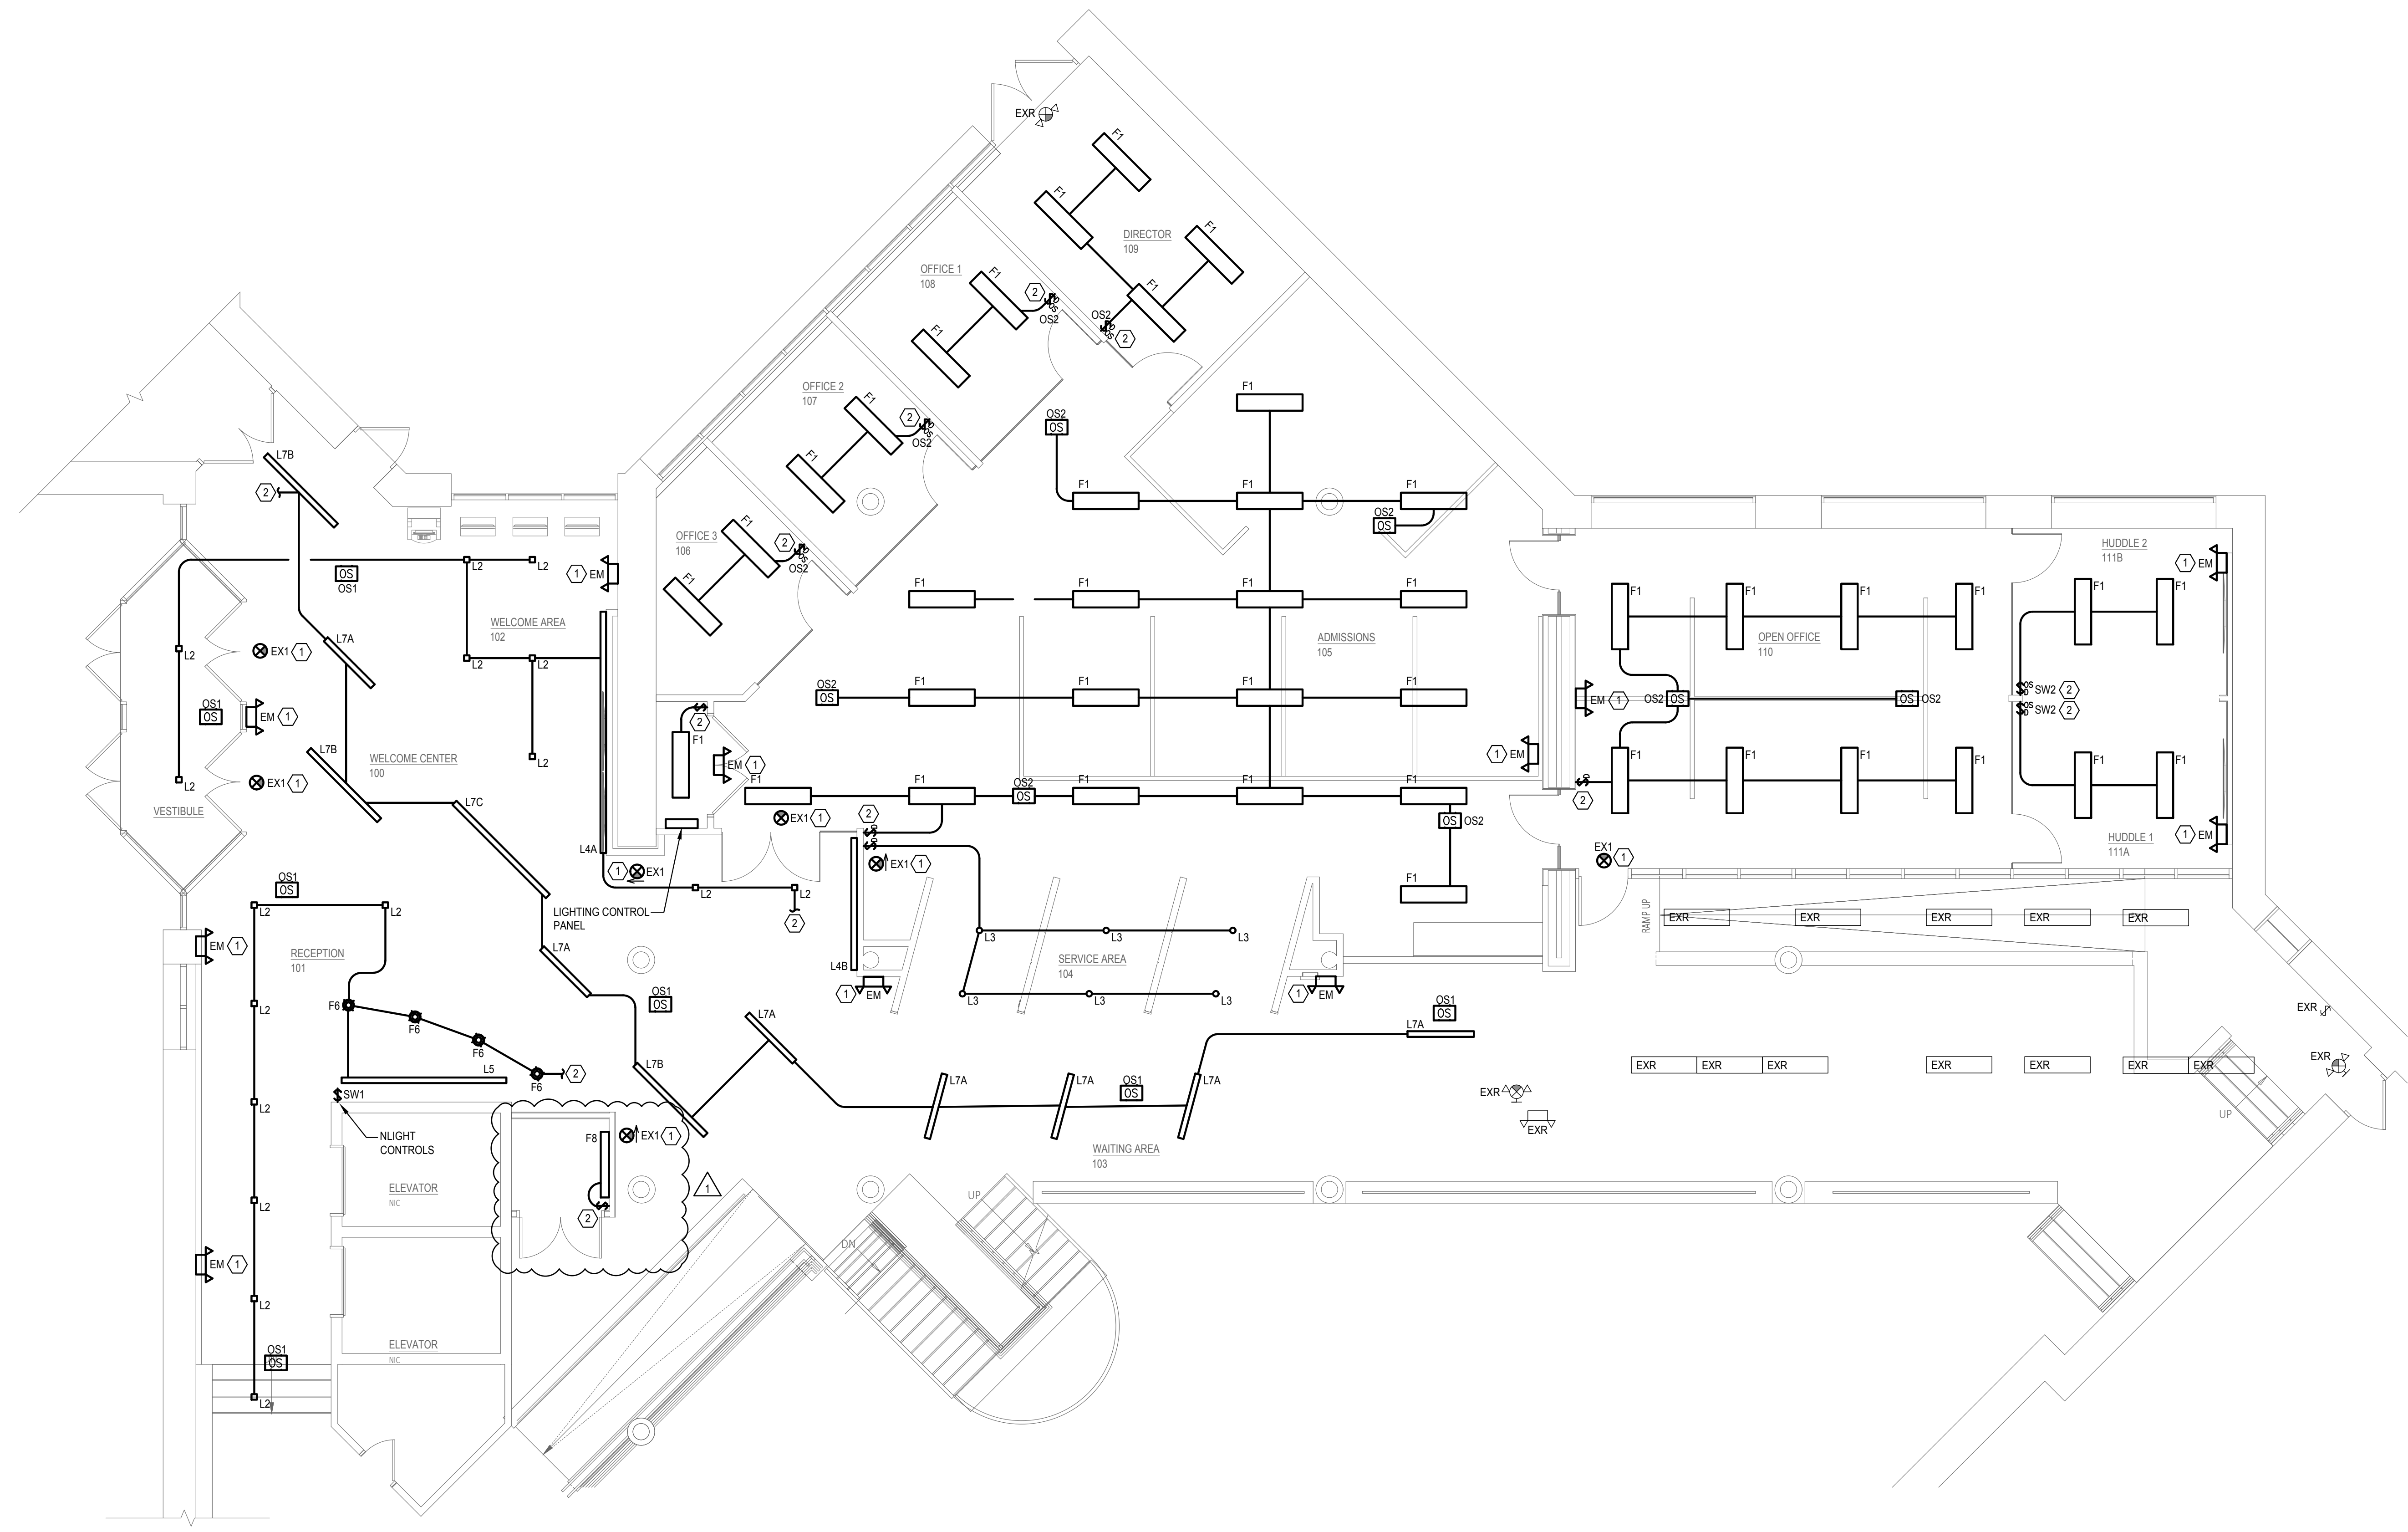 EXR
F1
F1
DIRECTOR
109
F1
F1
OFFICE 1
108
F1
2
OS
OS2
OS2
OS
2
F1
OFFICE 2
107
F1
2
OS
OS2
F1
F1
OS2
OS
F1
F1
F1
OS2
OS
L7B
2
OFFICE 3
106
F1
2
OS
OS2
F1
HUDDLE 2
111B
1
EM
L2
L2
OS
OS1
1
EM
F1
F1
F1
F1
F1
F1
F1
F1
F1
F1
WELCOME AREA
102
ADMISSIONS
105
OPEN OFFICE
110
L7A
L2
EX1
1
L2
L2
OS1
OS
EM
1
OS2
OS
F1
F1
F1
F1
OS2
OS
OS
OS2
OS
D
SW2
2
OS
D
SW2
2
EM
1
2
F1
L7B
WELCOME CENTER
100
L2
EM
1
1
EM
F1
F1
F1
F1
F1
F1
L2
EX1
1
F1
F1
OS2
OS
F1
F1
F1
D
2
VESTIBULE
L7C
EX1
1
2
D
D
OS
OS2
HUDDLE 1
111A
1
EM
L4A
1
EX1
EX1
1
EX1
1
OS1
OS
L2
L2
L2
L2
2
F1
LIGHTING CONTROL
PANEL
RAMP UP
EXR
EXR
EXR
EXR
EXR
EM
1
RECEPTION
101
L7A
L3
L3
L3
SERVICE AREA
104
L4B
1
EM
1
EM
L3
L3
L3
L2
F6
F6
F6
OS1
OS
L7A
OS1
OS
L7A
EXR
L5
F6
2
L7B
L7A
L7A
OS1
OS
L7A
EXR
EXR
EXR
EXR
EXR
EXR
EXR
EXR
SW1
L2
NLIGHT
CONTROLS
F8
EX1
1
EXR
EXR
WAITING AREA
103
UP
ELEVATOR
NIC
1
L2
2
UP
DN
EM
1
L2
ELEVATOR
NIC
OS1
OS
L2